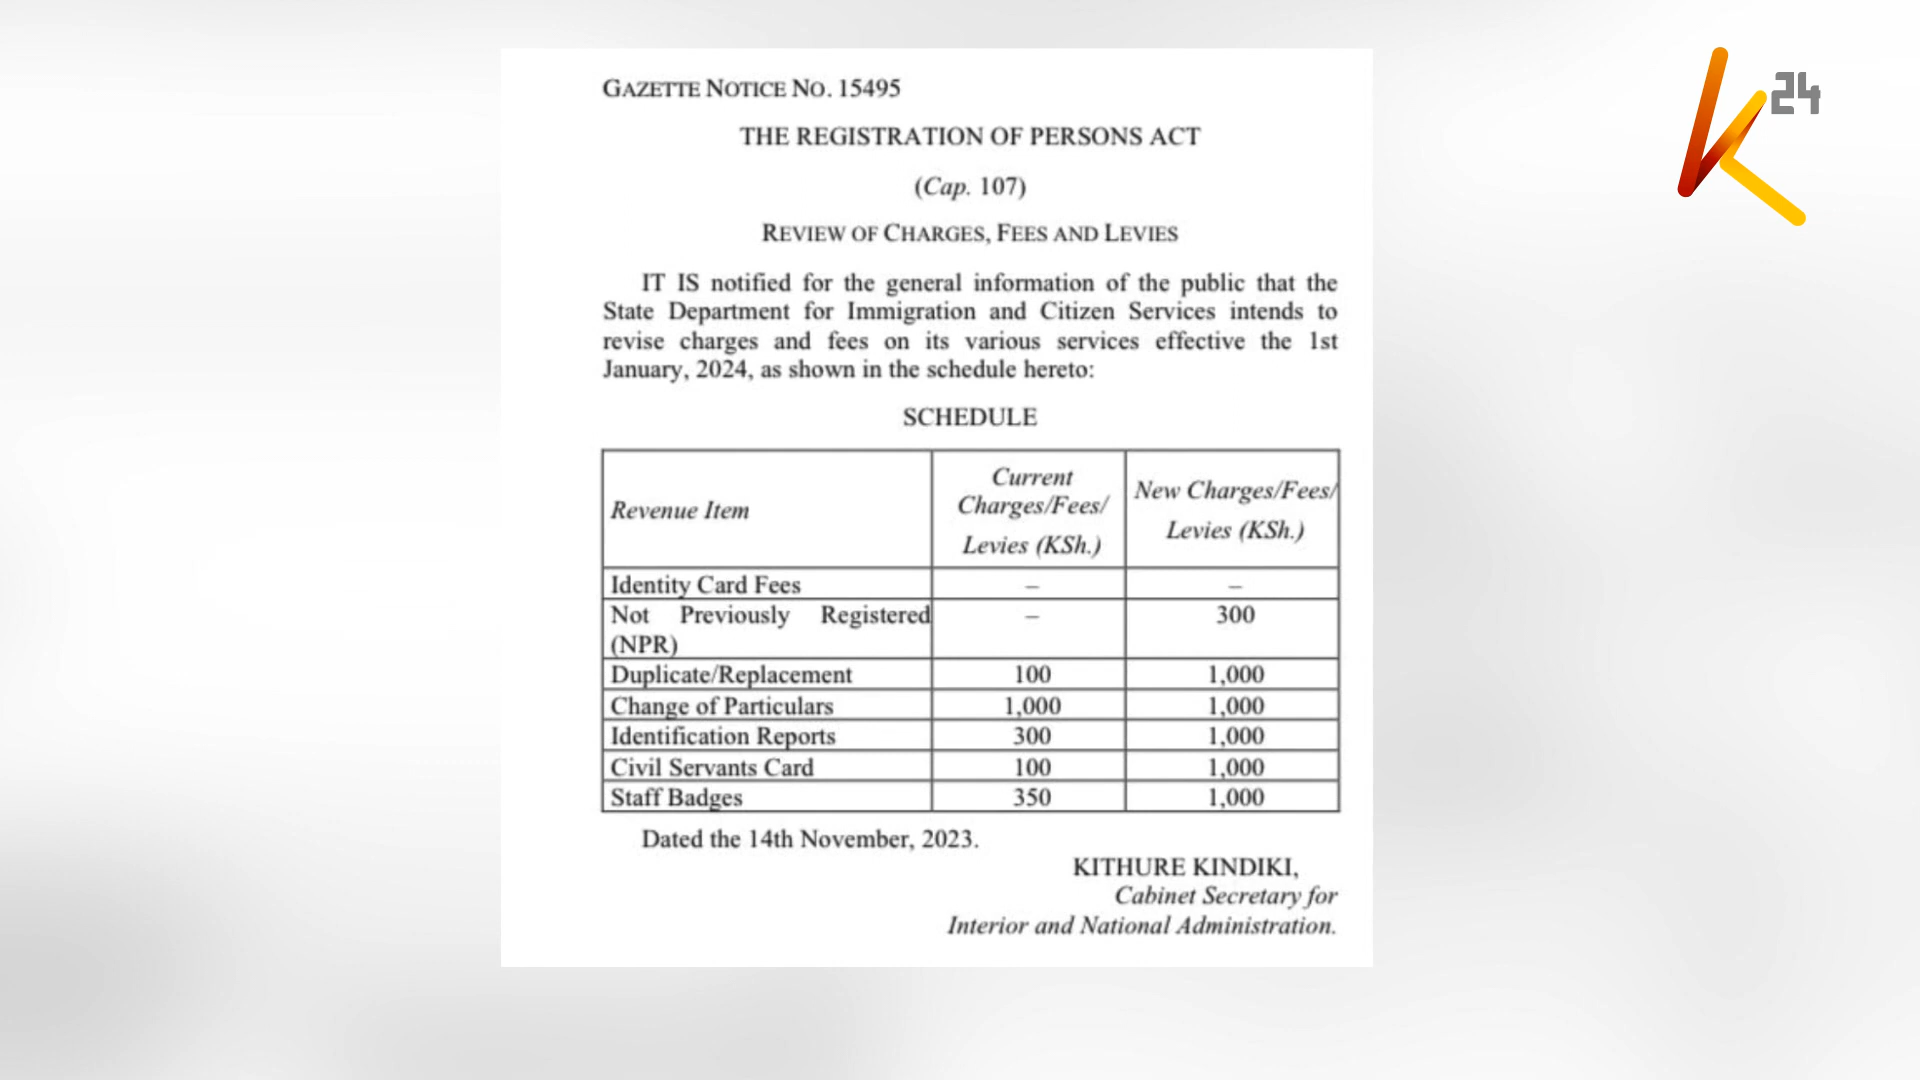 GAZETTE NOTICE NO. 15495
THE REGISTRATION OF PERSONS ACT
(Cap. 107)
REVIEW OF CHARGES, FEES AND LEVIES
IT IS notified for the general information of the public that the
State Department for Immigration and Citizen Services intends to
revise charges and fees on its various services effective the 1st
January, 2024, as shown in the schedule hereto:
SCHEDULE
Revenue Item
Current
Charges/Fees/
Levies (KSh.)
New Charges/Fees/
Levies (KSh.)
Identity Card Fees – –
Not Previously Registered – 300
(NPR)
Duplicate/Replacement 100 1,000
Change of Particulars 1,000 1,000
Identification Reports 300 1,000
Civil Servants Card 100 1,000
Staff Badges 350 1,000
Dated the 14th November, 2023.
KITHURE KINDIKI,
Cabinet Secretary for
Interior and National Administration.
K24